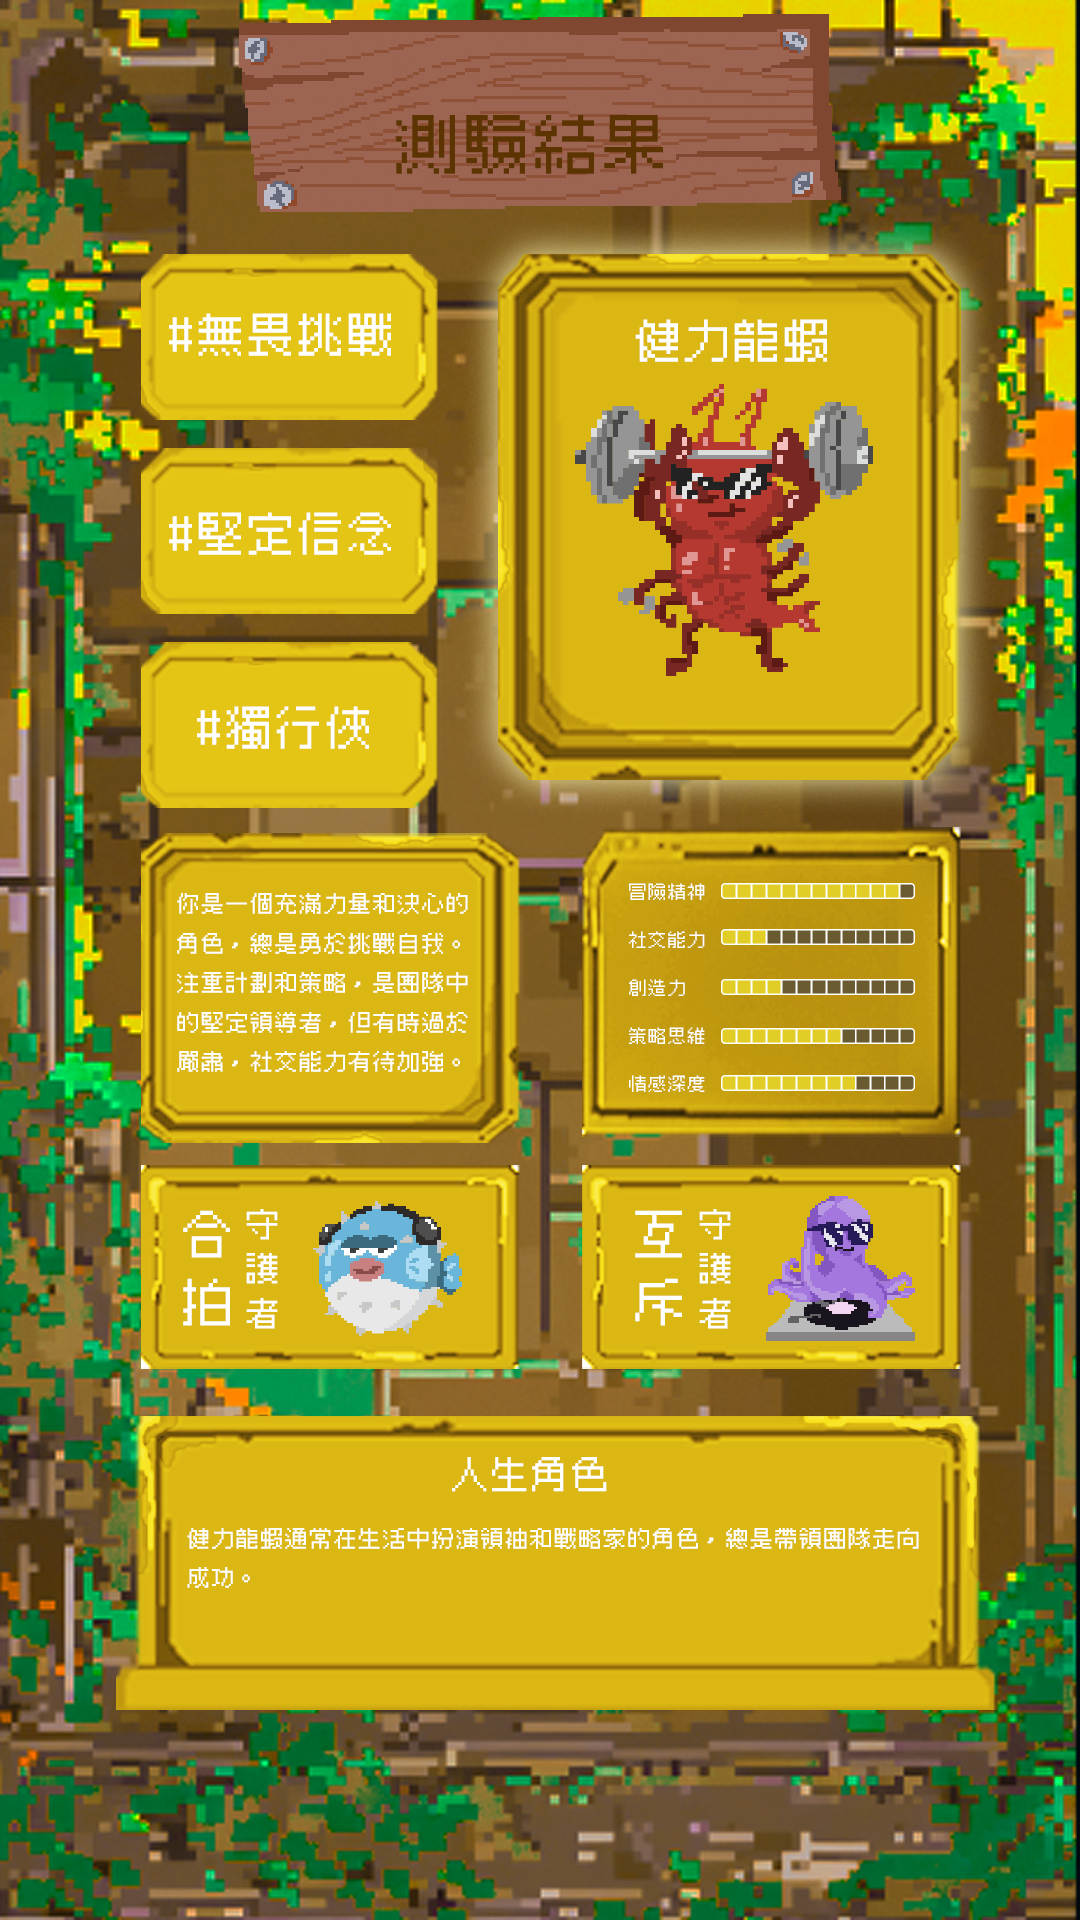 測驗結果
#無畏挑戰
健力龍蝦
#堅定信念
#獨行俠
你是一個充滿力量和決心的
角色，總是勇於挑戰自我。
注重計劃和策略，是團隊中
的堅定領導者，但有時過於
嚴肅，社交能力有待加強。
冒險精神
社交能力
創造力
策略思維
情感深度
合拍
守護者
互斥
守護者
人生角色
健力龍蝦通常在生活中扮演領袖和戰略家的角色，總是帶領團隊走向
成功。